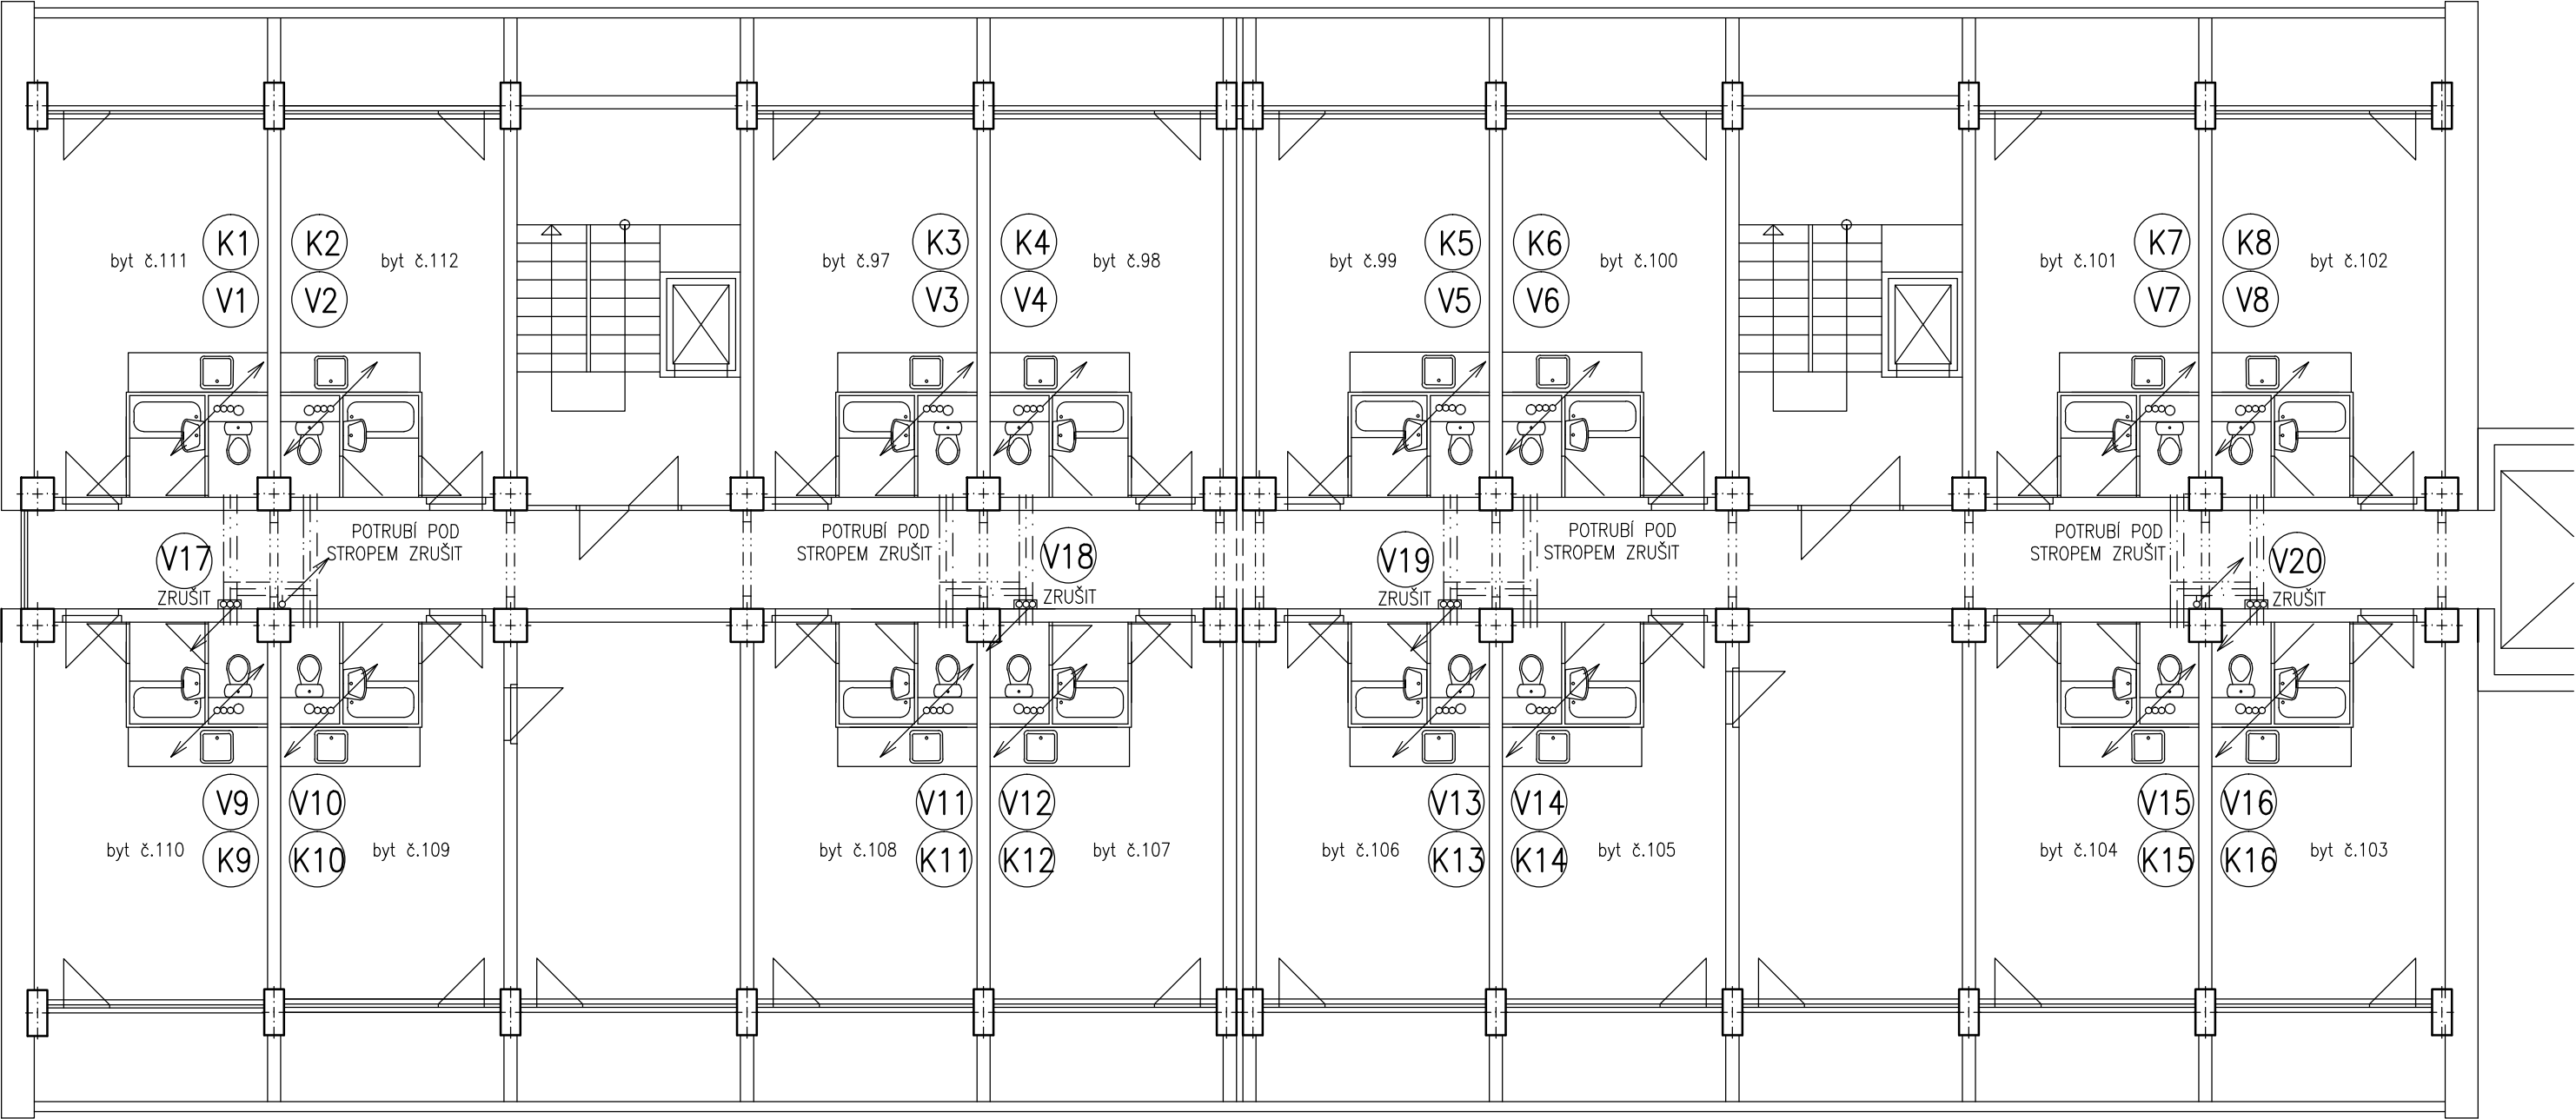 K1
K2
K3
K4
K5
K6
K7
K8
byt č.111
byt č.112
byt č.97
byt č.98
byt č.99
byt č.100
byt č.101
byt č.102
V1
V2
V3
V4
V5
V6
V7
V8
POTRUBÍ POD
STROPEM ZRUŠIT
POTRUBÍ POD
STROPEM ZRUŠIT
POTRUBÍ POD
STROPEM ZRUŠIT
POTRUBÍ POD
STROPEM ZRUŠIT
V17
ZRUŠIT
V18
ZRUŠIT
V19
ZRUŠIT
V20
ZRUŠIT
V9
V10
V11
V12
V13
V14
V15
V16
byt č.110
byt č.109
byt č.108
byt č.107
byt č.106
byt č.105
byt č.104
byt č.103
K9
K10
K11
K12
K13
K14
K15
K16